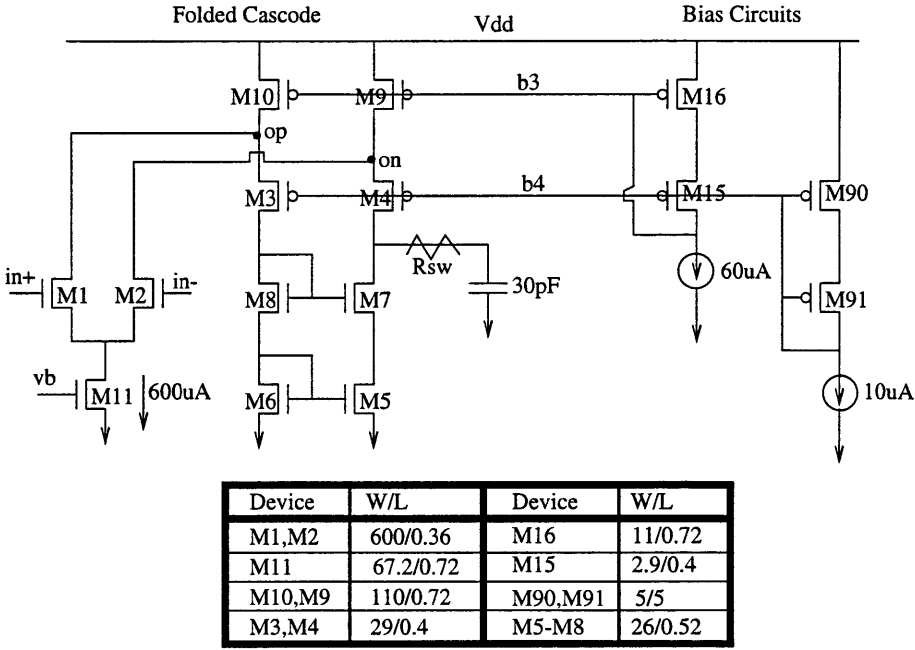 Folded Cascode
Vdd
Bias Circuits
M10
M9
b3
M16
op
on
M3
M4
b4
M15
M90
in+
M1
M2
in-
M8
M7
Rsw
30pF
60uA
M91
vb
M11
600uA
M6
M5
10uA
Device W/L Device W/L
M1,M2 600/0.36 M16 11/0.72
M11 67.2/0.72 M15 2.9/0.4
M10,M9 110/0.72 M90,M91 5/5
M3,M4 29/0.4 M5-M8 26/0.52